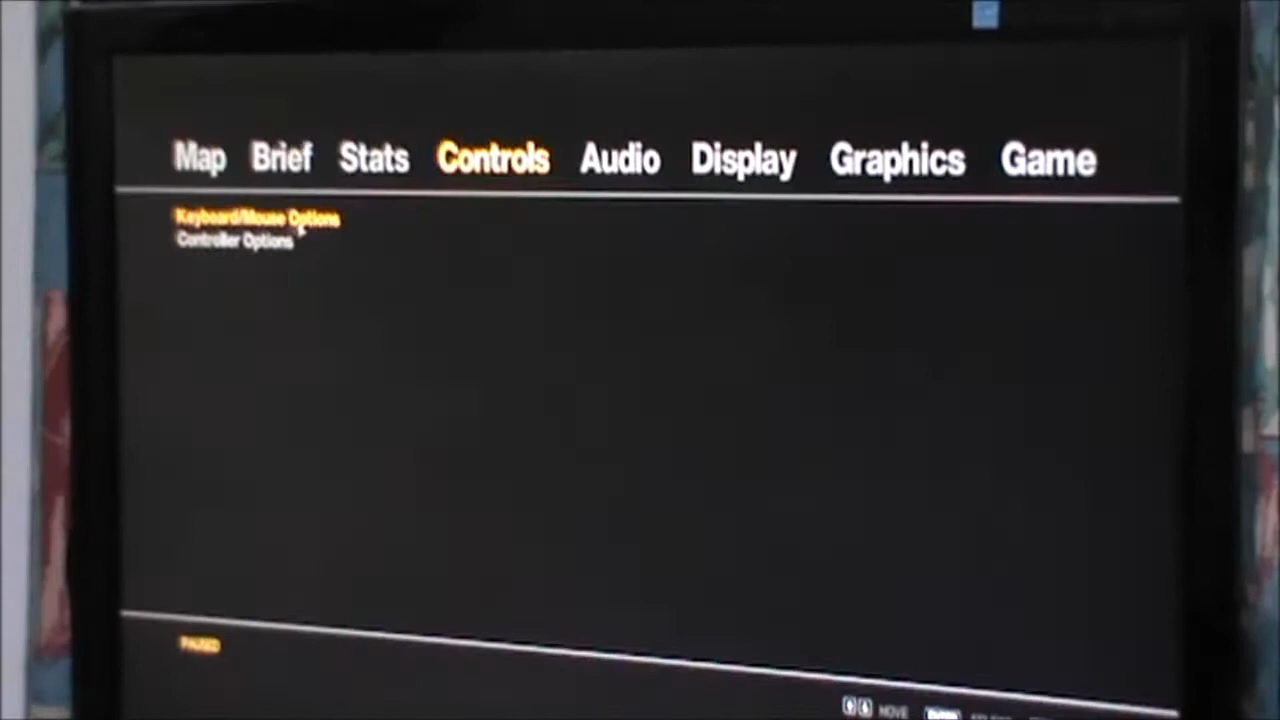 Map Brief Stats Controls Audio Display Graphics Game
Keyboard/Mouse Options
Controller Options
PAUSED
MOVE